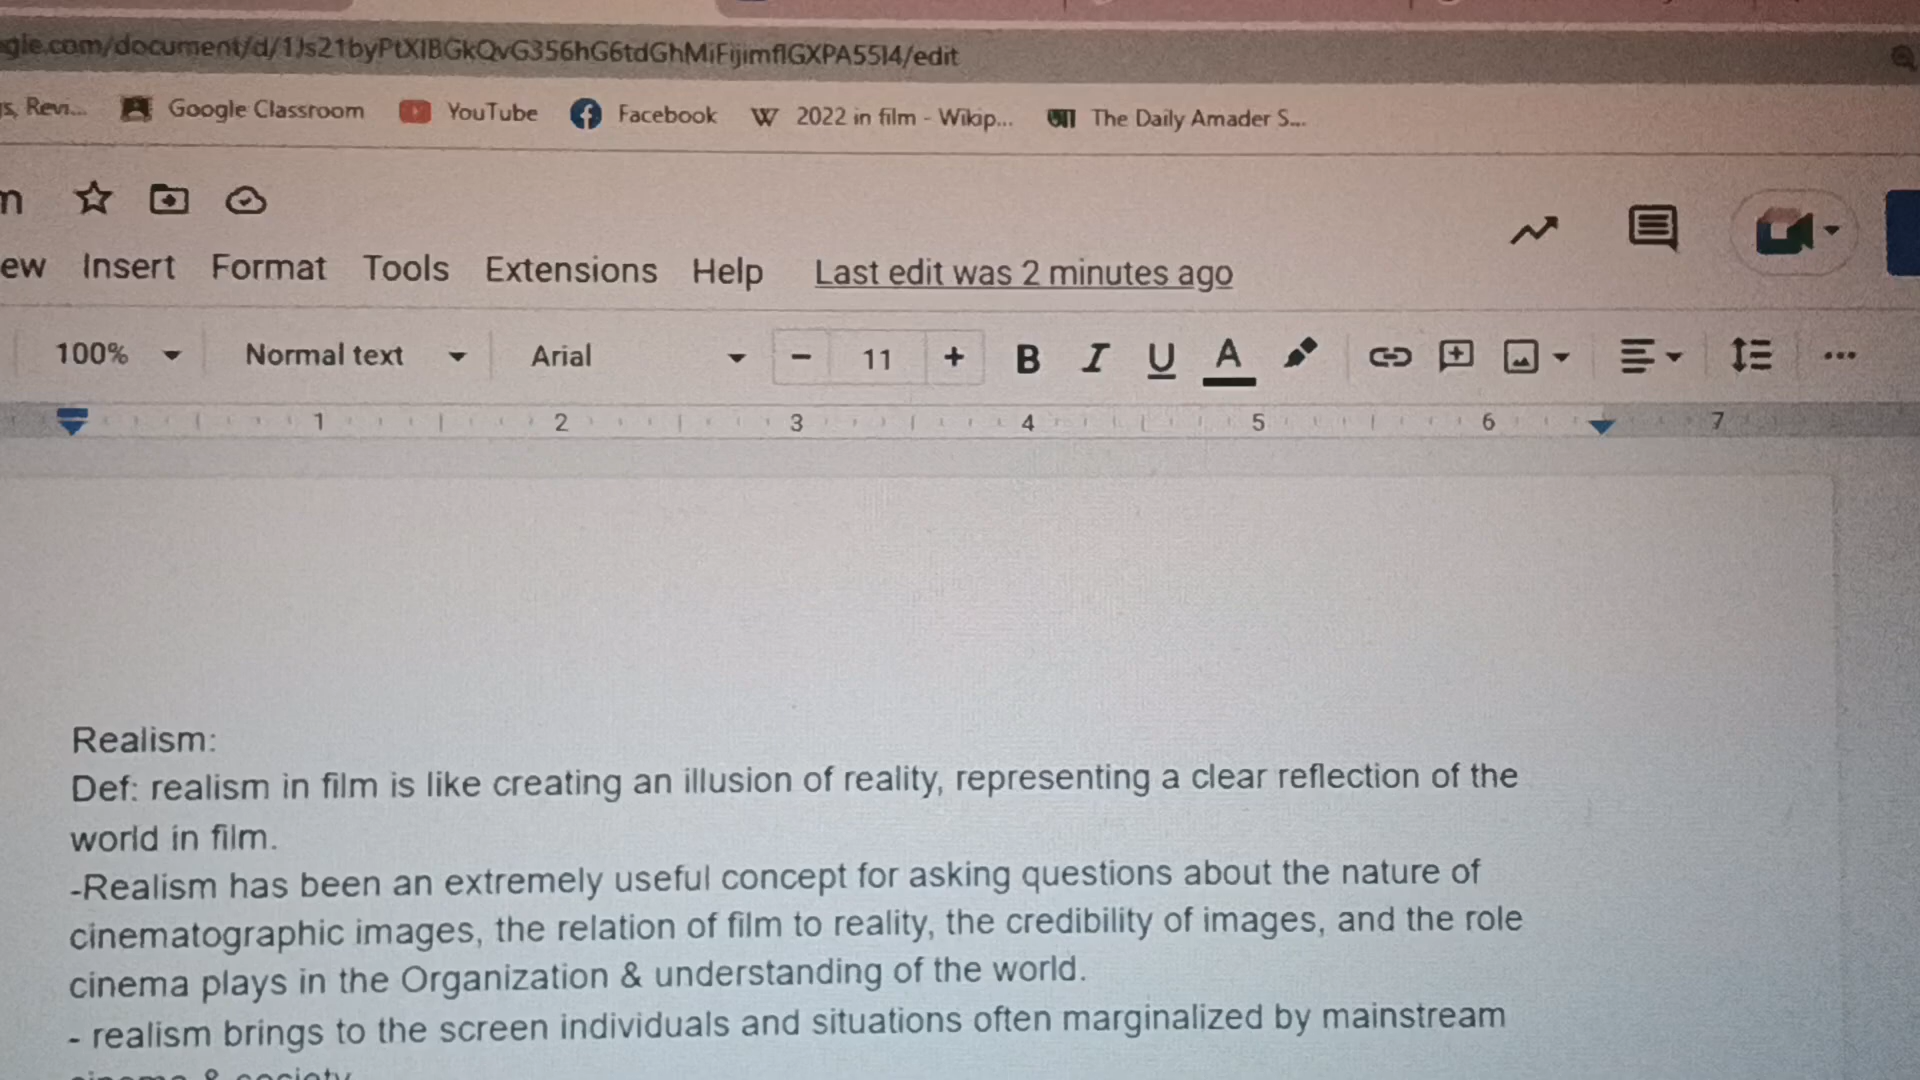 gle.com/document/d/
/edit
s, Revi...
Google Classroom
YouTube
Facebook
W 2022 in film - Wikip...
The Daily Amader S...
Insert
Format
Tools
Extensions
Help
Last edit was 2 minutes ago
100%
Normal text
Arial
− 11 +
B I U A
1 2 3 4 5 6 7
Realism:
Def: realism in film is like creating an illusion of reality, representing a clear reflection of the
world in film.
-Realism has been an extremely useful concept for asking questions about the nature of
cinematographic images, the relation of film to reality, the credibility of images, and the role
cinema plays in the Organization & understanding of the world.
- realism brings to the screen individuals and situations often marginalized by mainstream
cinema & society